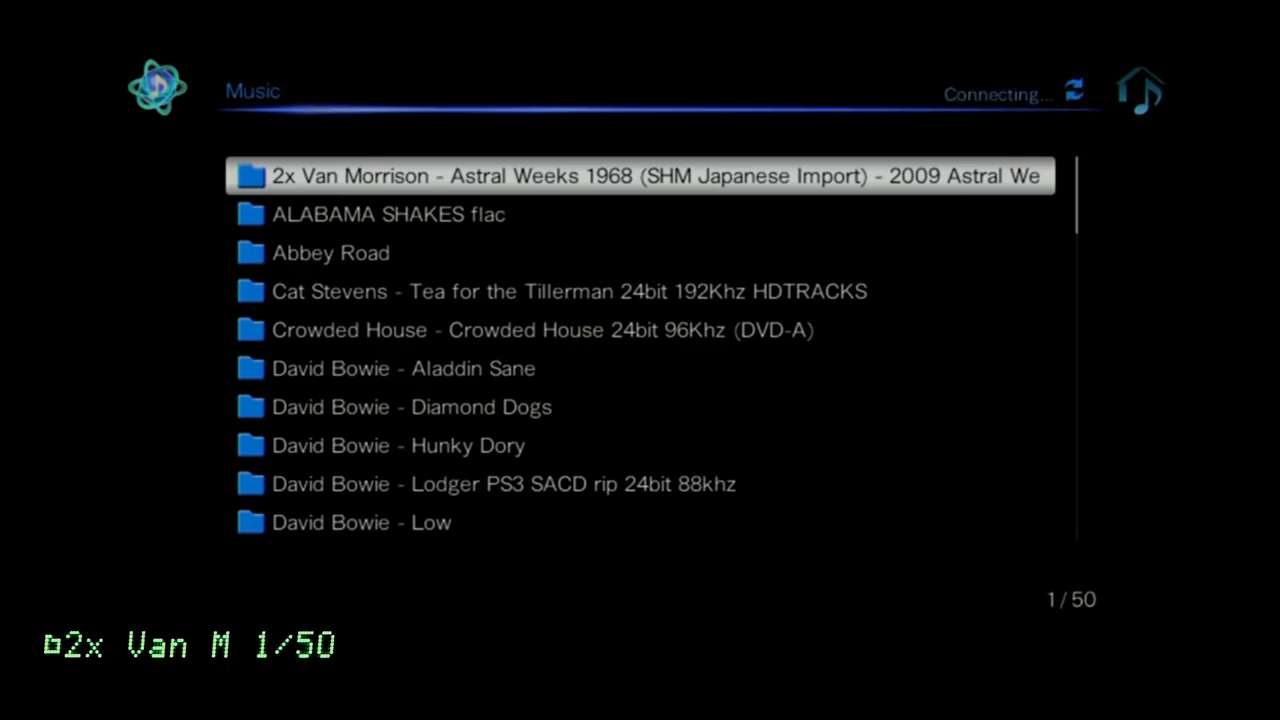 Music
Connecting...
2x Van Morrison - Astral Weeks 1968 (SHM Japanese Import) - 2009 Astral We
ALABAMA SHAKES flac
Abbey Road
Cat Stevens - Tea for the Tillerman 24bit 192Khz HDTRACKS
Crowded House - Crowded House 24bit 96Khz (DVD-A)
David Bowie - Aladdin Sane
David Bowie - Diamond Dogs
David Bowie - Hunky Dory
David Bowie - Lodger PS3 SACD rip 24bit 88khz
David Bowie - Low
1/50
2x Van M 1/50